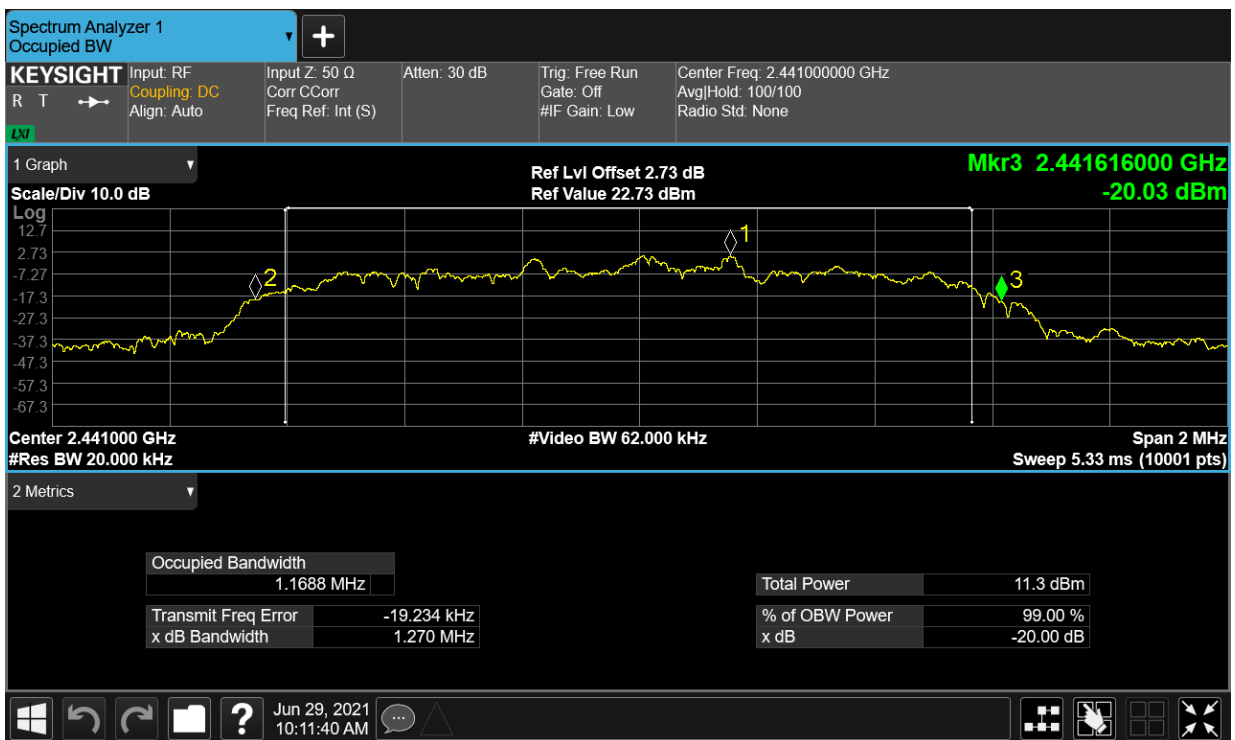 Spectrum Analyzer 1
Occupied BW
KEYSIGHT
R T
LXI
Input: RF
Coupling: DC
Align: Auto
Input Z: 50 Ω
Corr CCorr
Freq Ref: Int (S)
Atten: 30 dB
Trig: Free Run
Gate: Off
#IF Gain: Low
Center Freq: 2.441000000 GHz
Avg|Hold: 100/100
Radio Std: None
1 Graph
Scale/Div 10.0 dB
Ref Lvl Offset 2.73 dB
Ref Value 22.73 dBm
Mkr3 2.441616000 GHz
-20.03 dBm
Log
12.7
2.73
-7.27
-17.3
-27.3
-37.3
-47.3
-57.3
-67.3
2
1
3
Center 2.441000 GHz
#Res BW 20.000 kHz
#Video BW 62.000 kHz
Span 2 MHz
Sweep 5.33 ms (10001 pts)
2 Metrics
Occupied Bandwidth
1.1688 MHz
Transmit Freq Error -19.234 kHz
x dB Bandwidth 1.270 MHz
Total Power 11.3 dBm
% of OBW Power 99.00 %
x dB -20.00 dB
?
Jun 29, 2021
10:11:40 AM